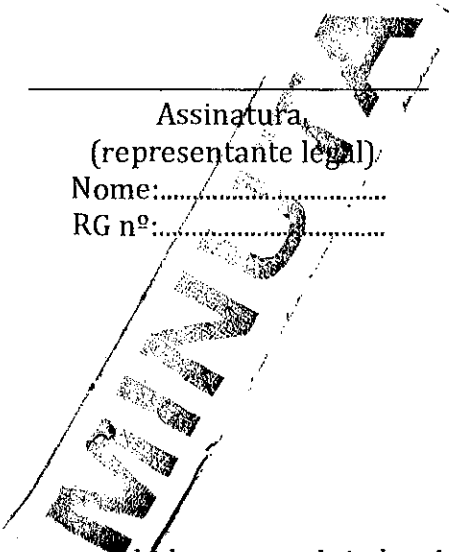 Assinatura
(representante legal)
Nome:................................
RG nº:................................
MINUTA